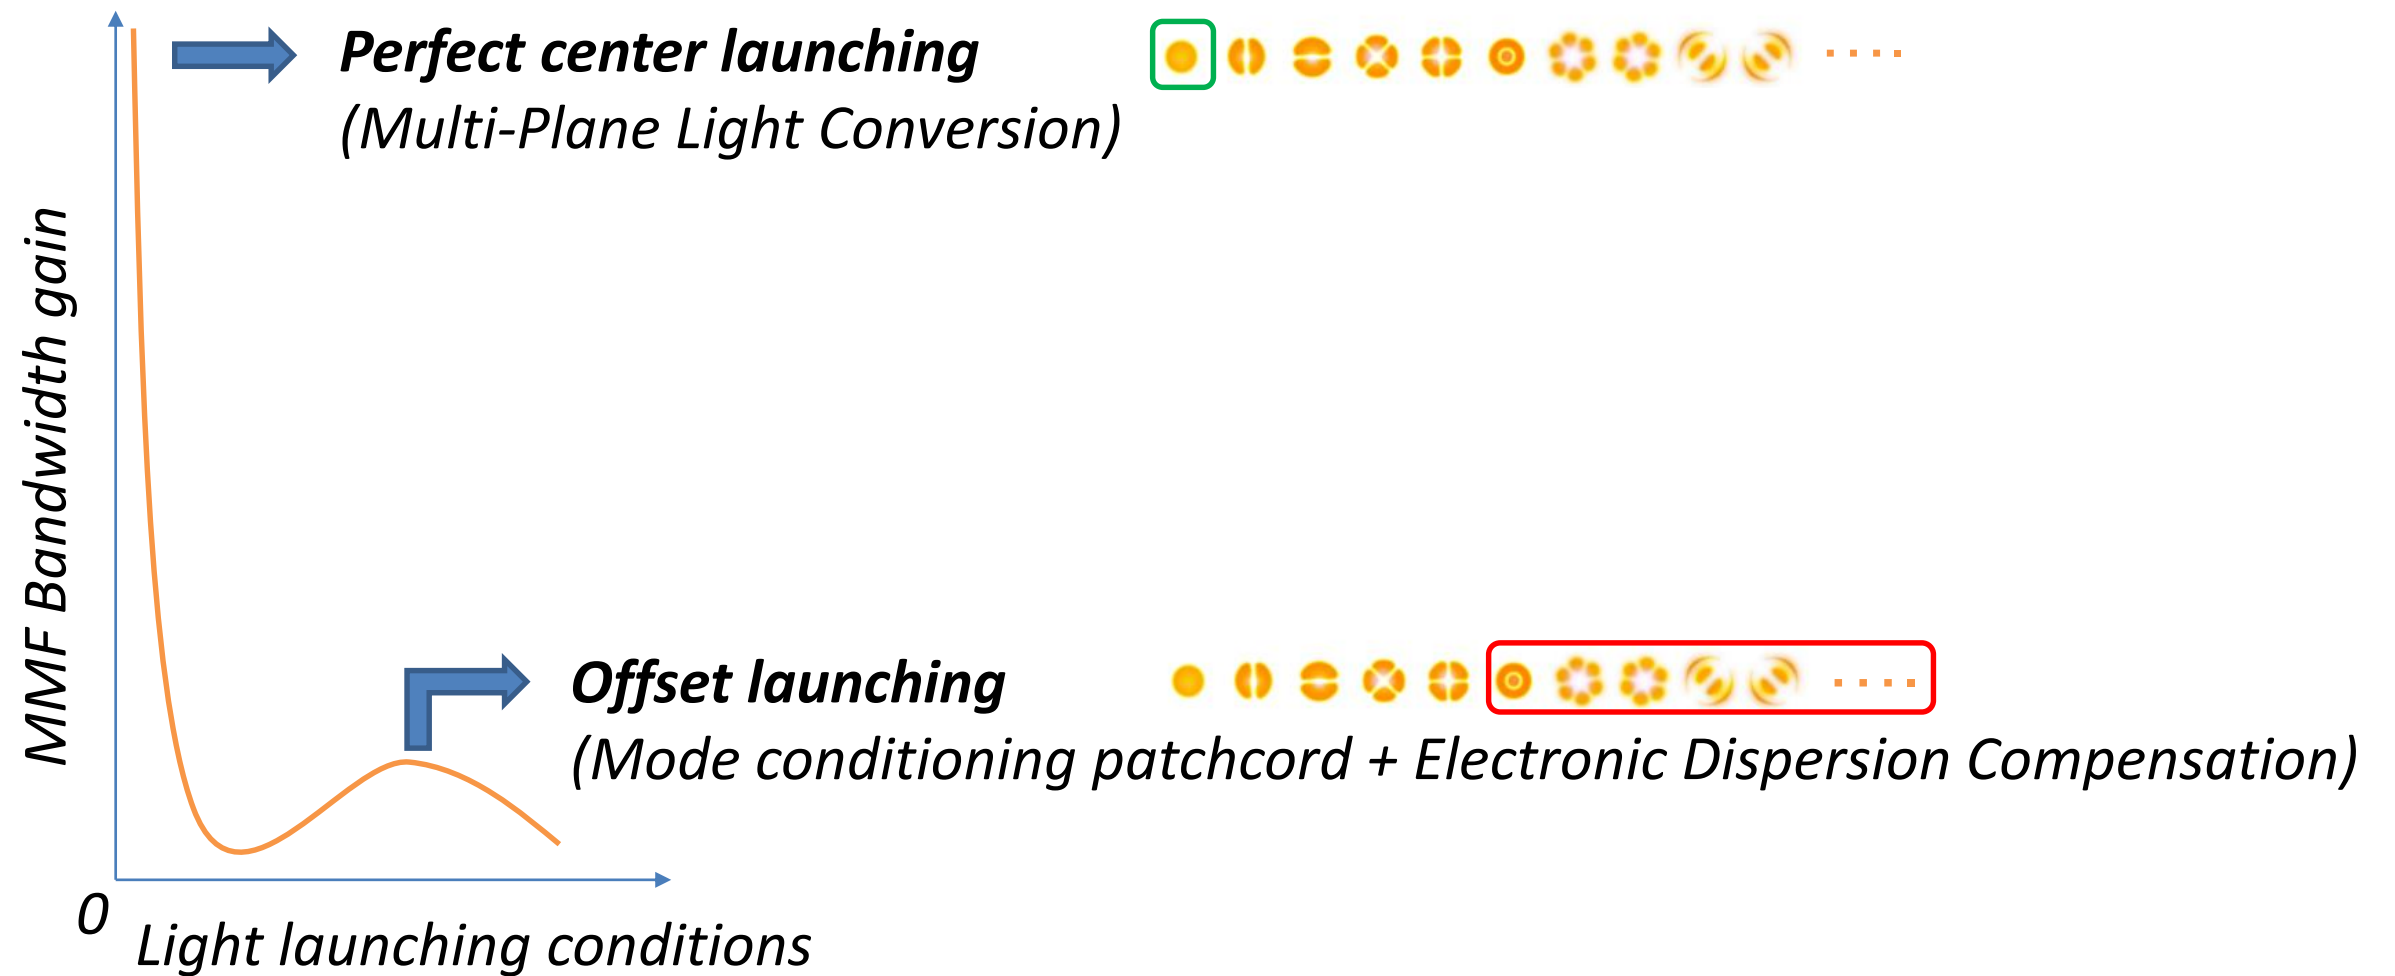 Perfect center launching
(Multi-Plane Light Conversion)
MMF Bandwidth gain
Offset launching
(Mode conditioning patchcord + Electronic Dispersion Compensation)
0
Light launching conditions